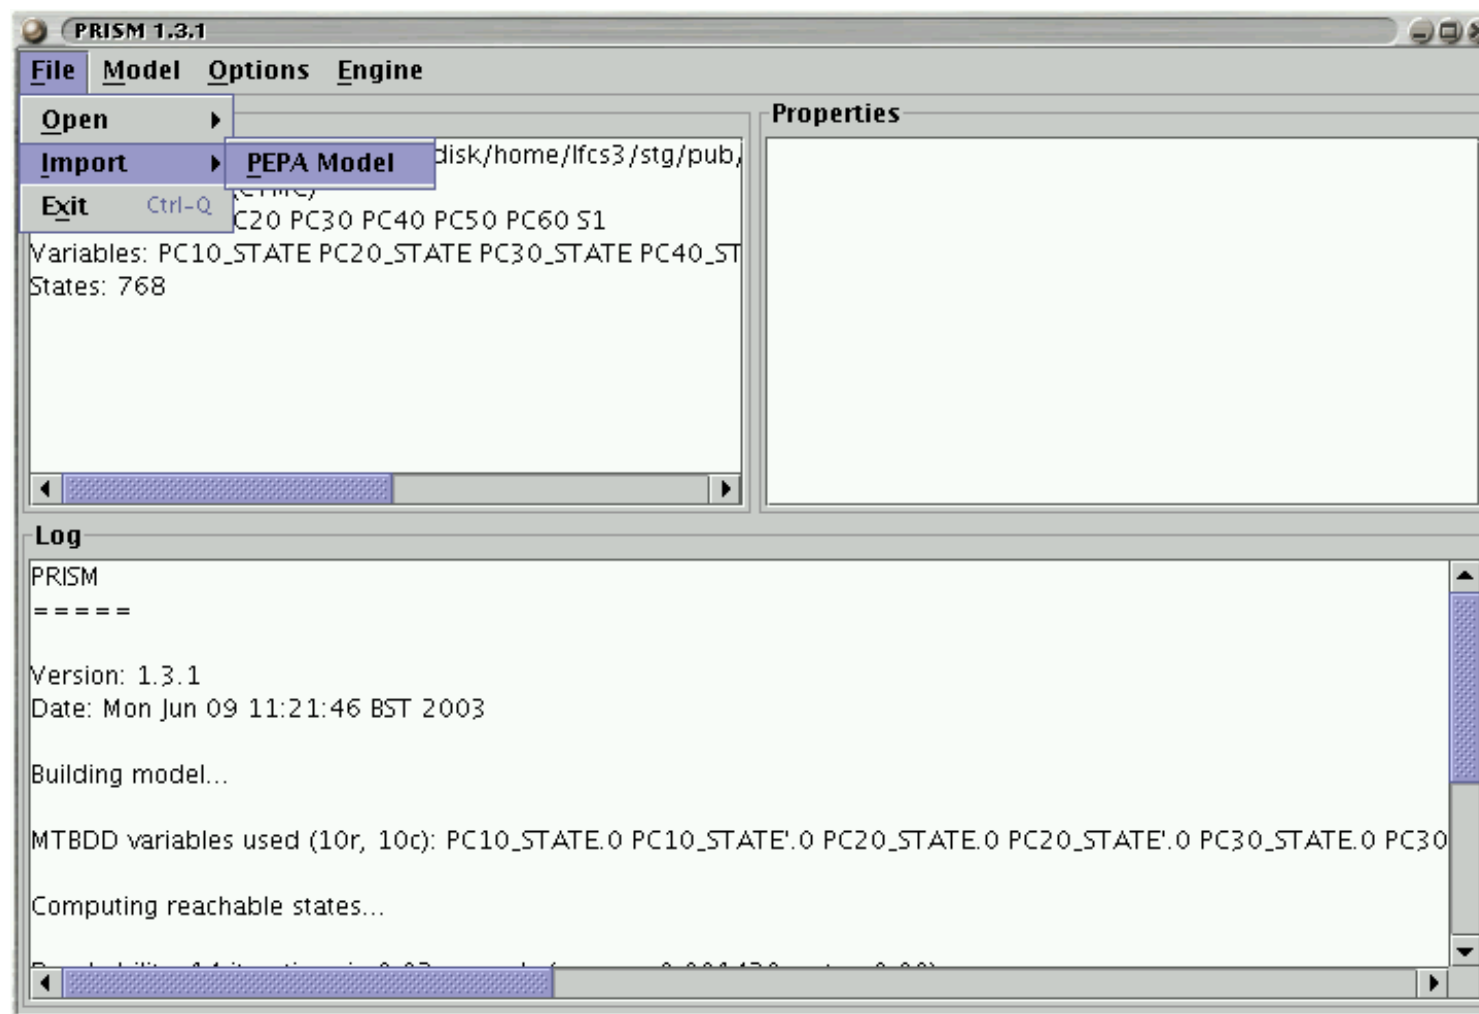 PRISM 1.3.1
File Model Options Engine
Open
Import
Exit Ctrl-Q
PEPA Model
Properties
disk/home/lfcs3/stg/pub/
(CTMC)
C20 PC30 PC40 PC50 PC60 S1
Variables: PC10_STATE PC20_STATE PC30_STATE PC40_ST
States: 768
Log
PRISM
=====
Version: 1.3.1
Date: Mon Jun 09 11:21:46 BST 2003
Building model...
MTBDD variables used (10r, 10c): PC10_STATE.0 PC10_STATE'.0 PC20_STATE.0 PC20_STATE'.0 PC30_STATE.0 PC30
Computing reachable states...